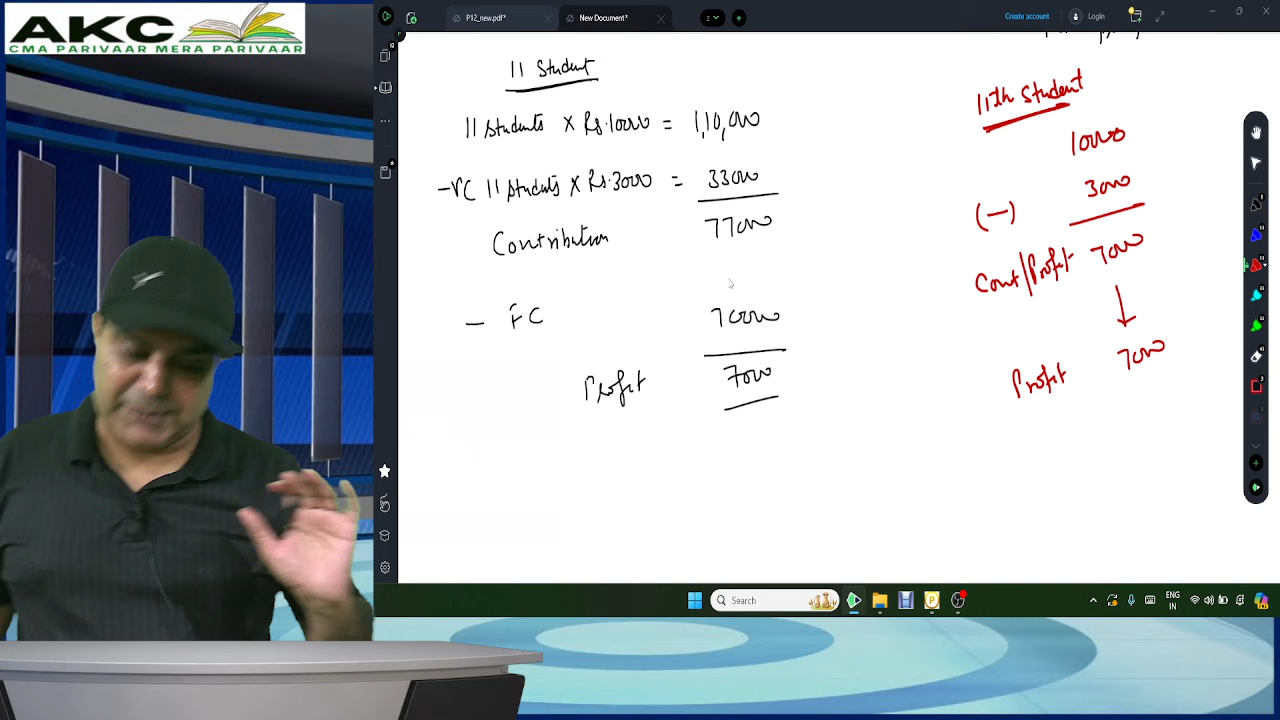 AKC
CMA PARIVAAR MERA PARIVAAR
P12_new.pdf*
New Document*
2
Create account
Login
11 Student
11 Students X Rs.10000 = 1,10,000
- VC 11 Students X Rs.3000 = 33000
Contribution 77000
- FC 70000
Profit 7000
11th Student
10000
(-) 3000
Cont/Profit 7000
Profit 7000
Search
ENG
IN